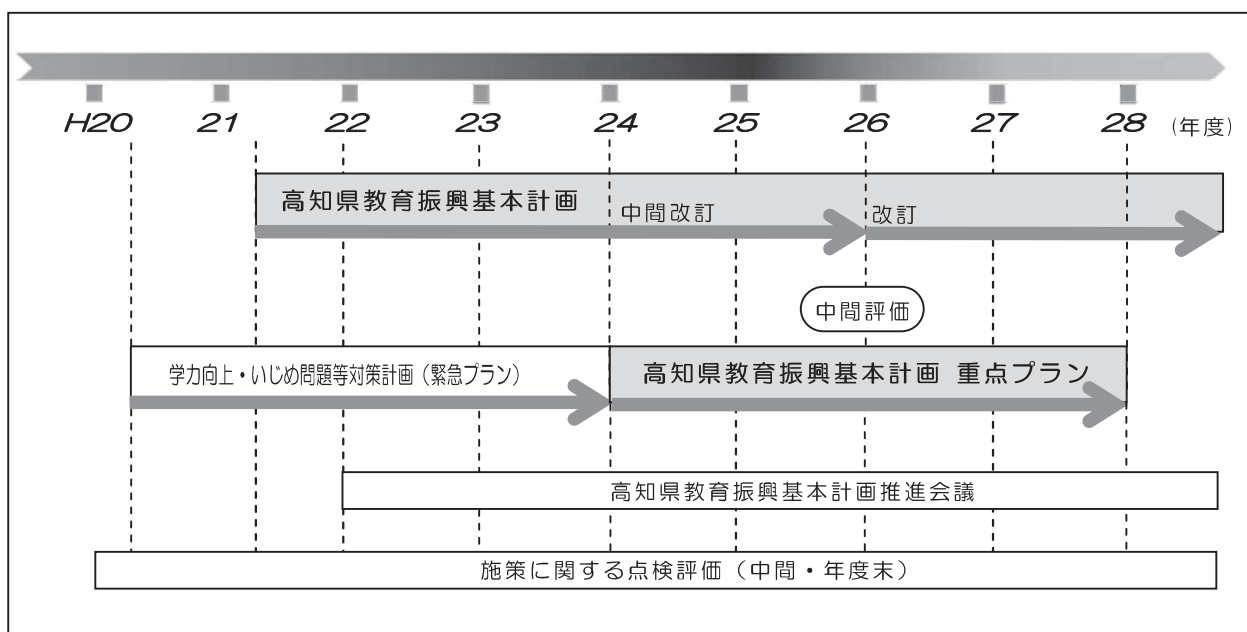 H20 21 22 23 24 25 26 27 28 (年度)
高知県教育振興基本計画
中間改訂
改訂
中間評価
学力向上・いじめ問題等対策計画（緊急プラン）
高知県教育振興基本計画 重点プラン
高知県教育振興基本計画推進会議
施策に関する点検評価（中間・年度末）